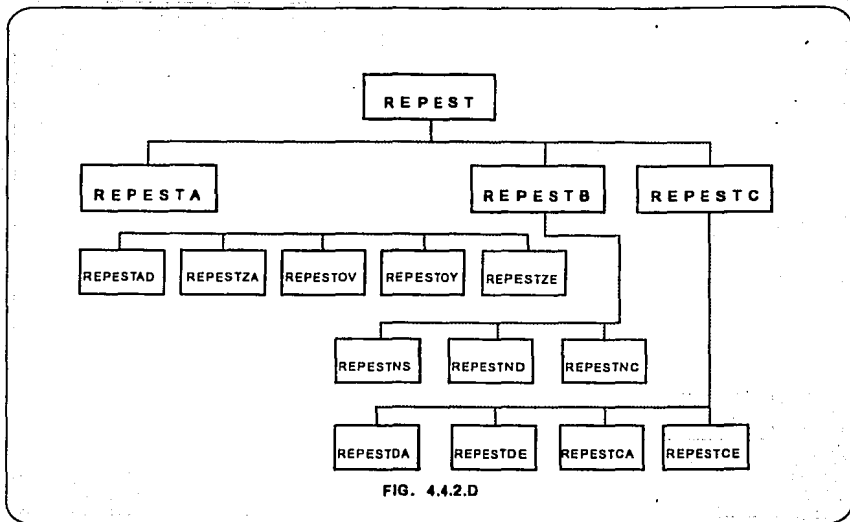 REPEST
REPESTA REPESTB REPESTC
REPESTAD REPESTZA REPESTOV REPESTOY REPESTZE
REPESTNS REPESTND REPESTNC
REPESTDA REPESTDE REPESTCA REPESTCE
FIG. 4.4.2.D